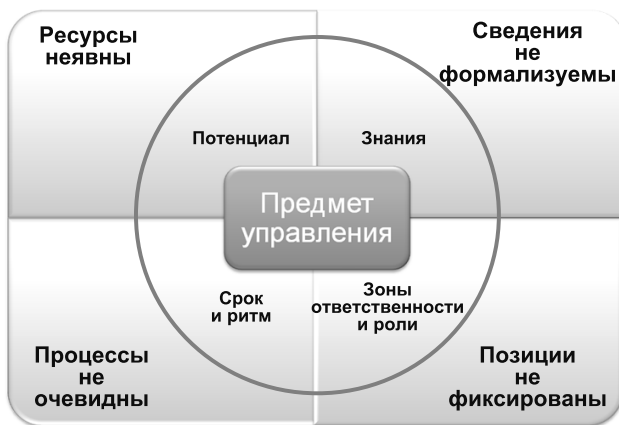 Ресурсы
неявны
Сведения
не
формализуемы
Потенциал
Знания
Предмет
управления
Срок
и ритм
Зоны
ответственности
и роли
Процессы
не
очевидны
Позиции
не
фиксированы